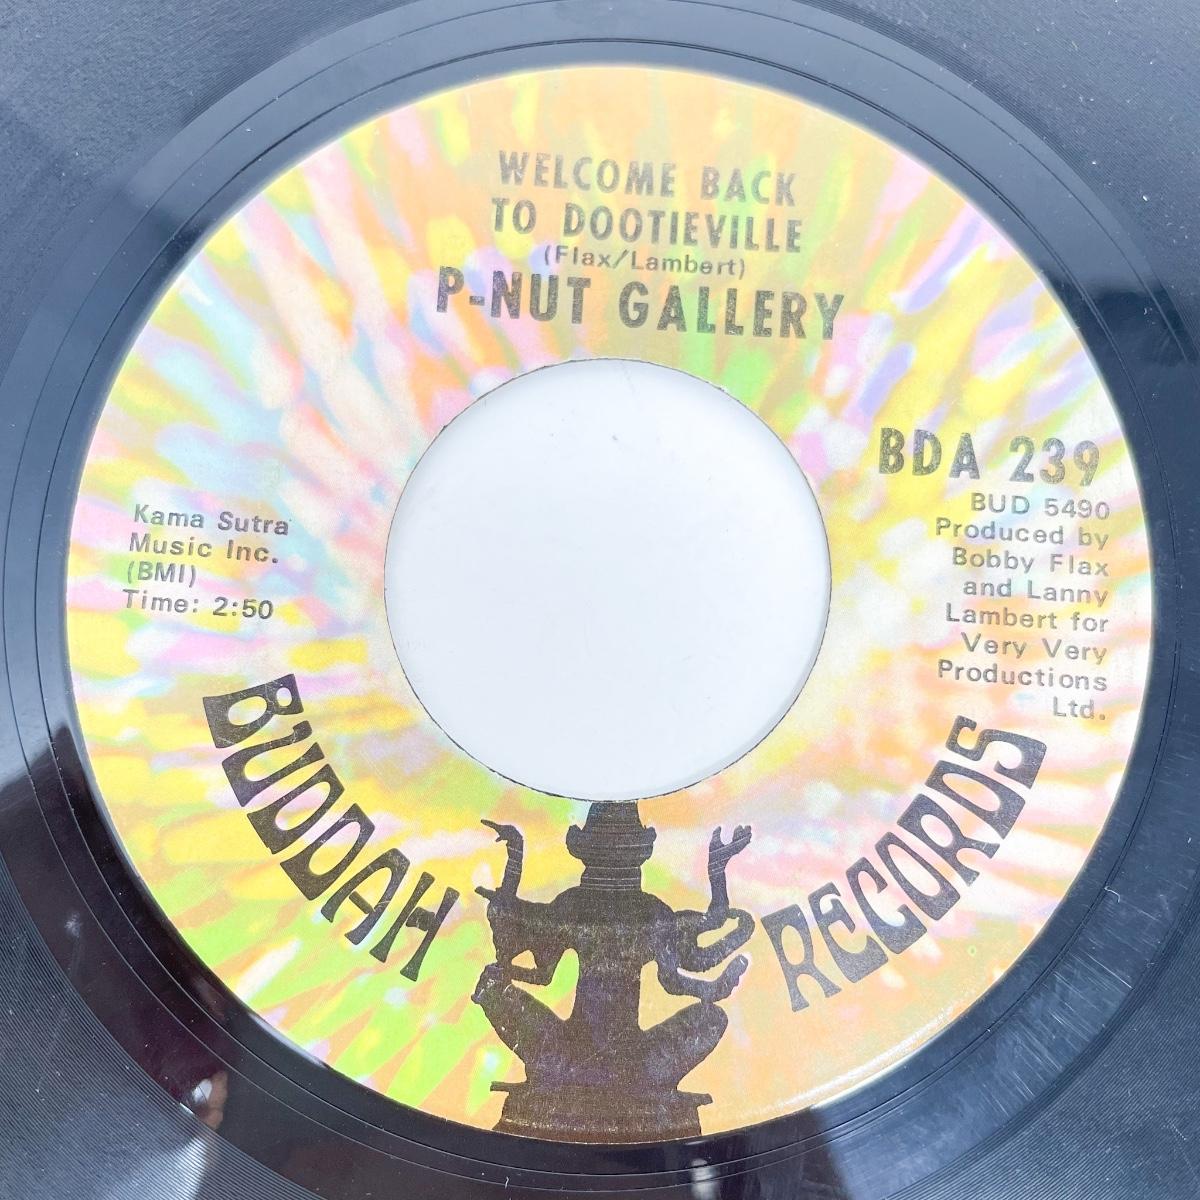 WELCOME BACK
TO DOOTIEVILLE
(Flax/Lambert)
P-NUT GALLERY
BDA 239
BUD 5490
Produced by
Bobby Flax
and Lanny
Lambert for
Very Very
Productions
Ltd.
Kama Sutra
Music Inc.
(BMI)
Time: 2:50
BUDDAH RECORDS